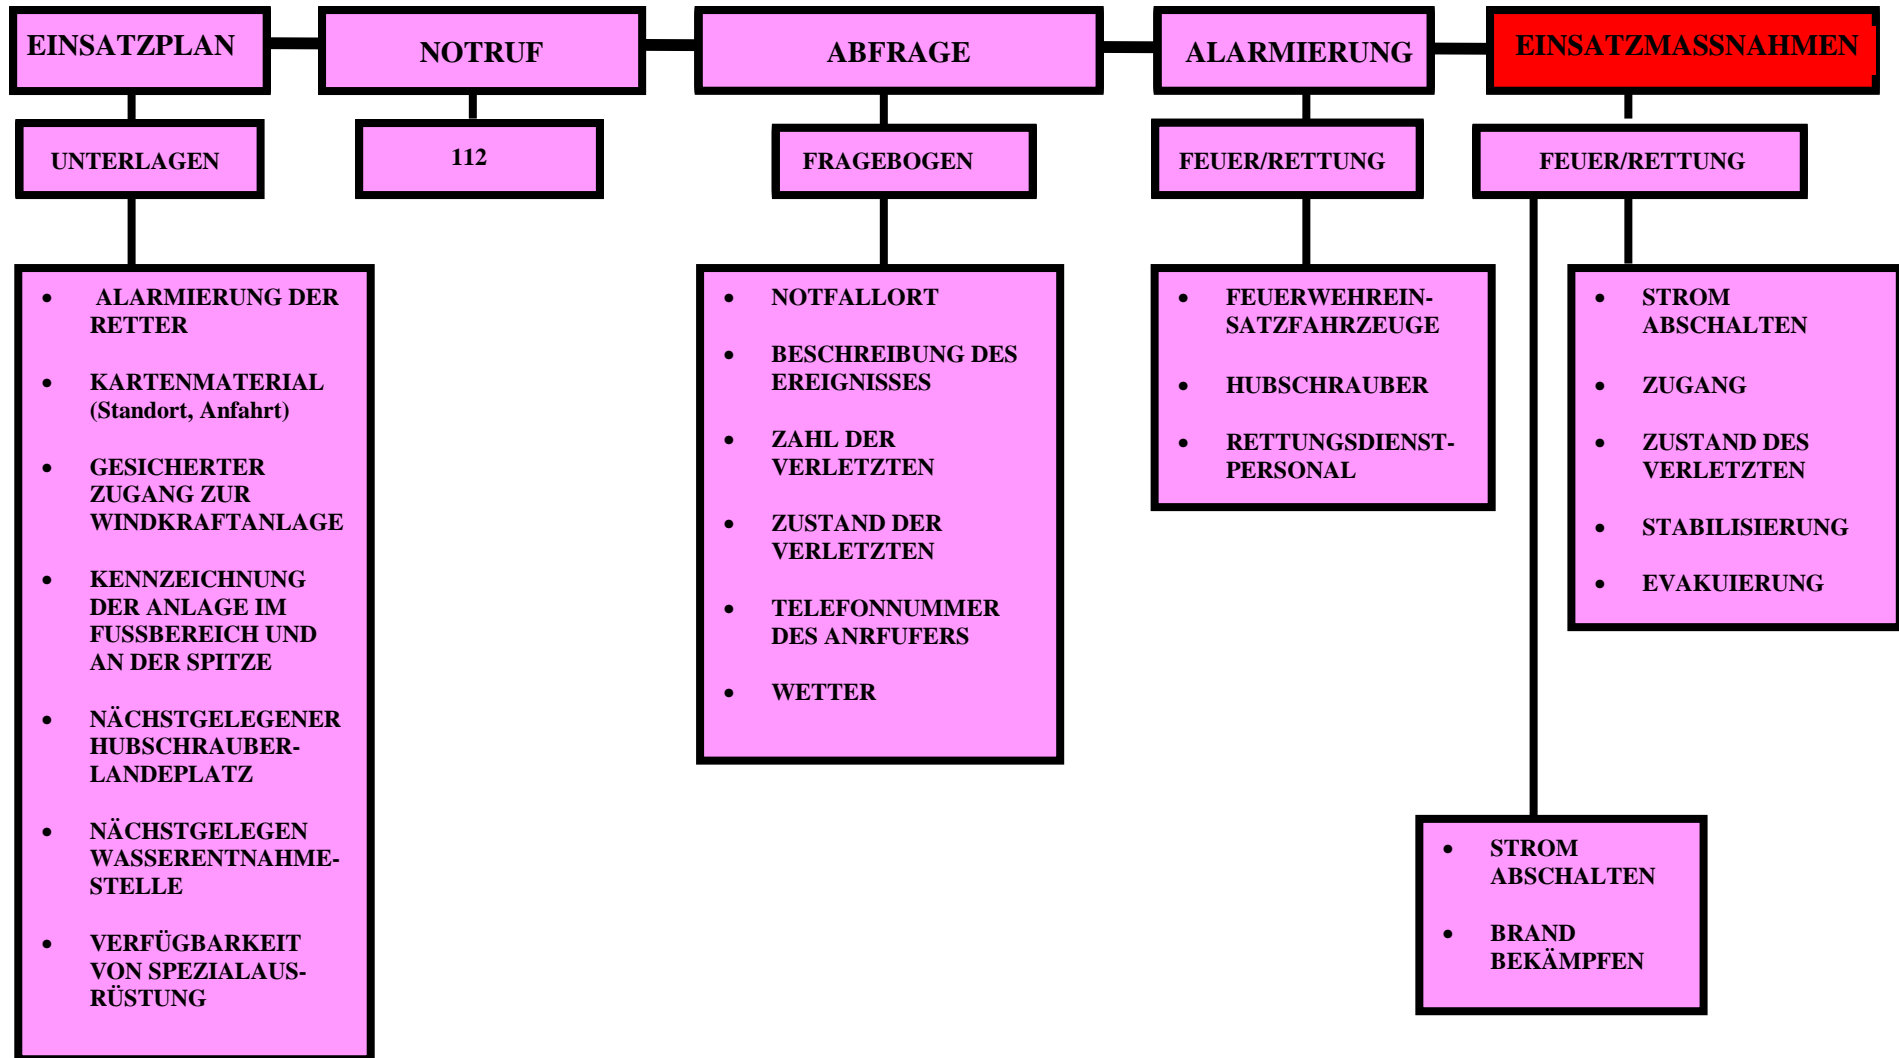 EINSATZPLAN
NOTRUF
ABFRAGE
ALARMIERUNG
EINSATZMASSNAHMEN
UNTERLAGEN
112
FRAGEBOGEN
FEUER/RETTUNG
FEUER/RETTUNG
• ALARMIERUNG DER
RETTER
• KARTENMATERIAL
(Standort, Anfahrt)
• GESICHERTER
ZUGANG ZUR
WINDKRAFTANLAGE
• KENNZEICHNUNG
DER ANLAGE IM
FUSSBEREICH UND
AN DER SPITZE
• NÄCHSTGELEGENER
HUBSCHRAUBER-
LANDEPLATZ
• NÄCHSTGELEGEN
WASSERENTNAHME-
STELLE
• VERFÜGBARKEIT
VON SPEZIALAUS-
RÜSTUNG
• NOTFALLORT
• BESCHREIBUNG DES
EREIGNISSES
• ZAHL DER
VERLETZTEN
• ZUSTAND DER
VERLETZTEN
• TELEFONNUMMER
DES ANRFUFERS
• WETTER
• FEUERWEHREIN-
SATZFAHRZEUGE
• HUBSCHRAUBER
• RETTUNGSDIENST-
PERSONAL
• STROM
ABSCHALTEN
• ZUGANG
• ZUSTAND DES
VERLETZTEN
• STABILISIERUNG
• EVAKUIERUNG
• STROM
ABSCHALTEN
• BRAND
BEKÄMPFEN